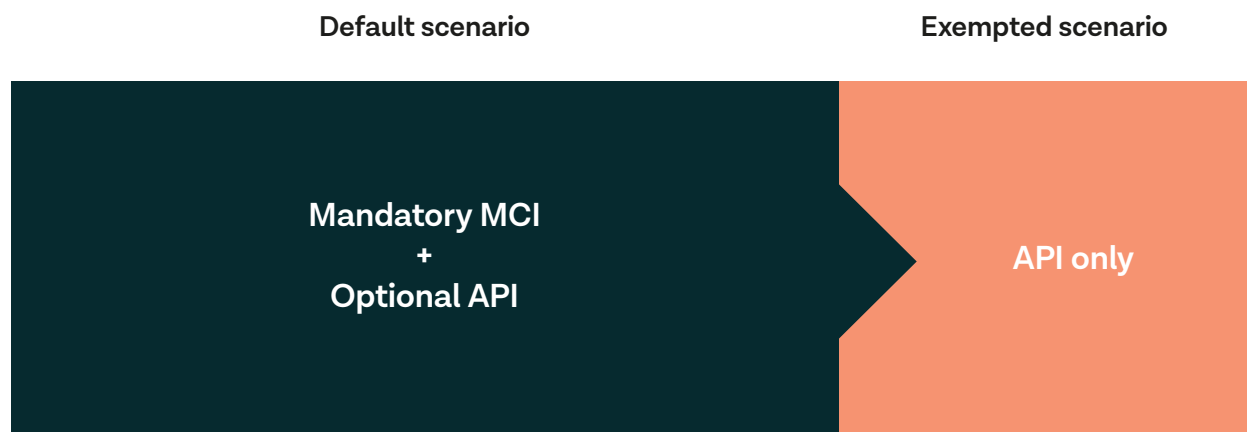 Default scenario
Exempted scenario
Mandatory MCI
+
Optional API
API only